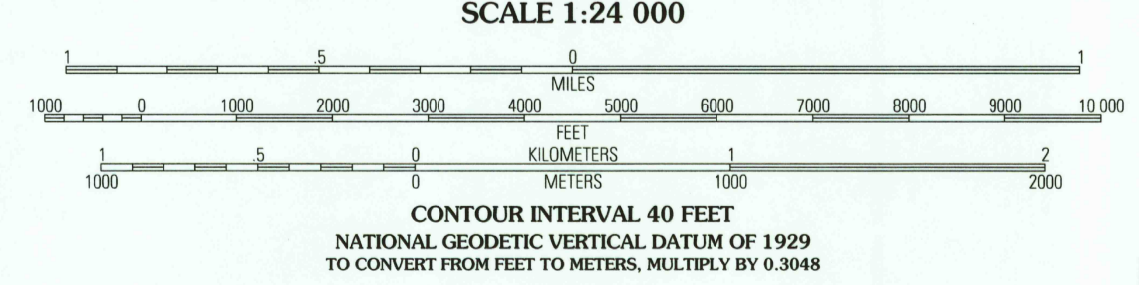 SCALE 1:24 000
1 .5 0 1
MILES
1000 0 1000 2000 3000 4000 5000 6000 7000 8000 9000 10 000
FEET
1 .5 0 KILOMETERS 1 2
1000 0 METERS 1000 2000
CONTOUR INTERVAL 40 FEET
NATIONAL GEODETIC VERTICAL DATUM OF 1929
TO CONVERT FROM FEET TO METERS, MULTIPLY BY 0.3048